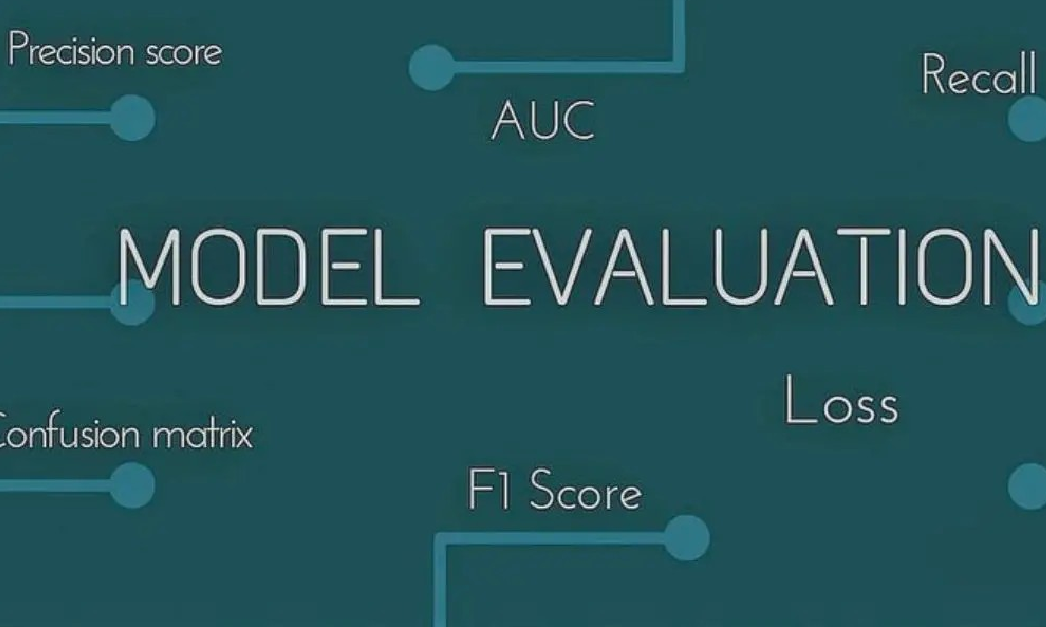 Precision score
AUC
Recall
MODEL EVALUATION
Loss
Confusion matrix
F1 Score